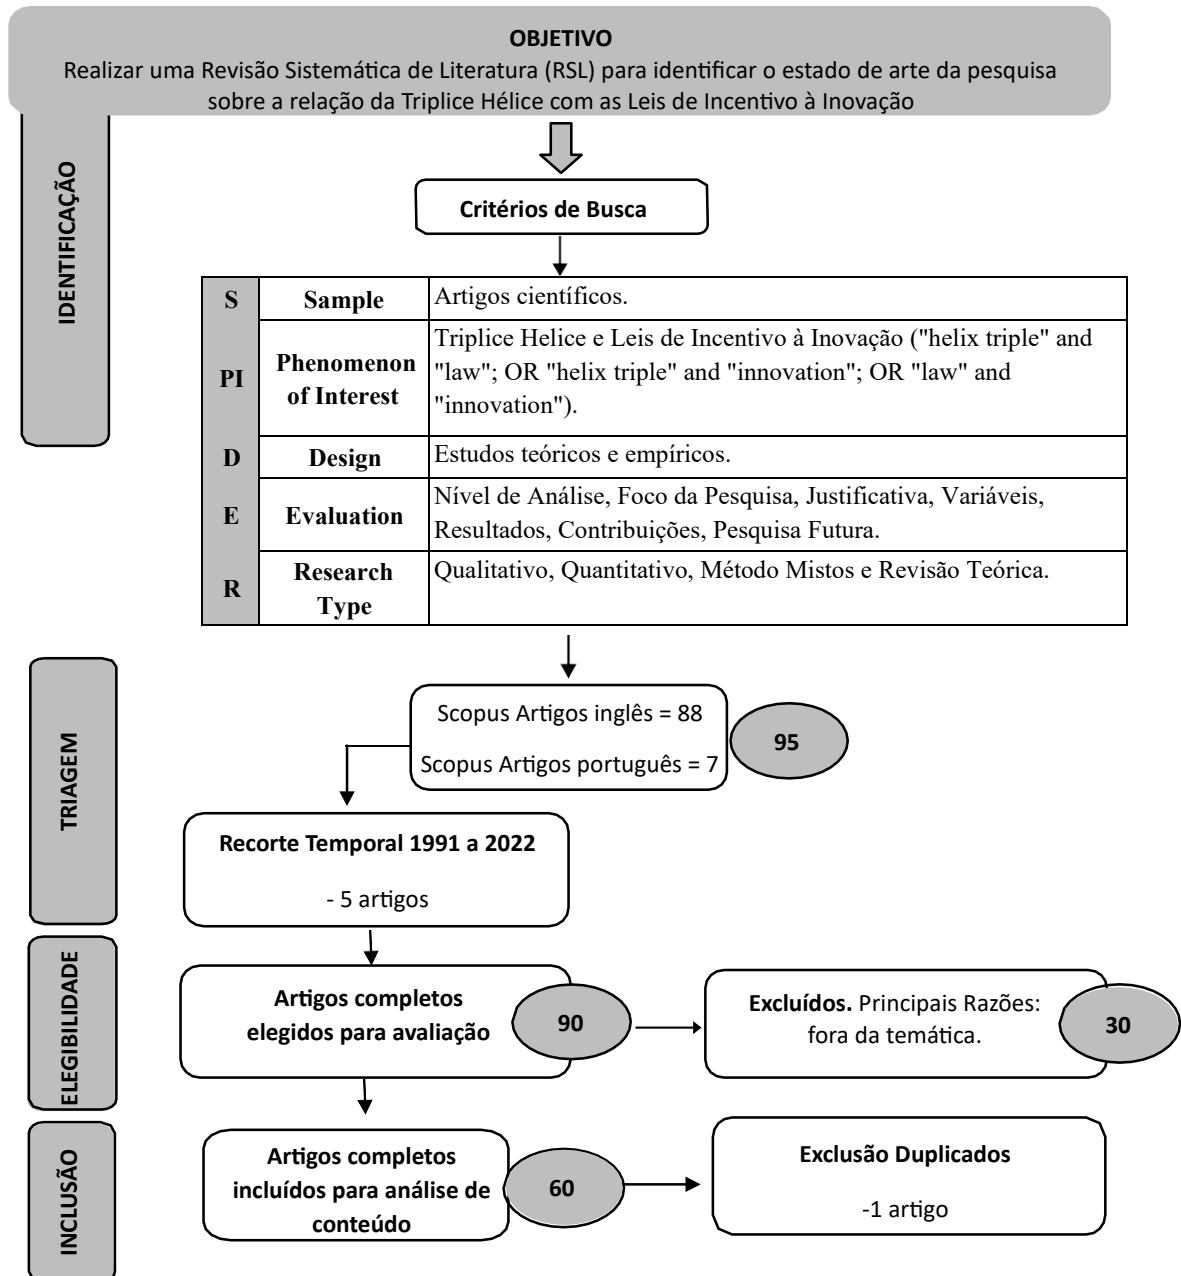 OBJETIVO
Realizar uma Revisão Sistemática de Literatura (RSL) para identificar o estado de arte da pesquisa
sobre a relação da Triplice Hélice com as Leis de Incentivo à Inovação
IDENTIFICAÇÃO
Critérios de Busca
S Sample Artigos científicos.
PI Phenomenon of Interest
Triplice Helice e Leis de Incentivo à Inovação ("helix triple" and
"law"; OR "helix triple" and "innovation"; OR "law" and
"innovation").
D Design Estudos teóricos e empíricos.
E Evaluation
Nível de Análise, Foco da Pesquisa, Justificativa, Variáveis,
Resultados, Contribuições, Pesquisa Futura.
R Research Type
Qualitativo, Quantitativo, Método Mistos e Revisão Teórica.
TRIAGEM
Scopus Artigos inglês = 88
Scopus Artigos português = 7
95
Recorte Temporal 1991 a 2022
- 5 artigos
ELEGIBILIDADE
Artigos completos
elegidos para avaliação
90
Excluídos. Principais Razões:
fora da temática.
30
INCLUSÃO
Artigos completos
incluídos para análise de
conteúdo
60
Exclusão Duplicados
-1 artigo